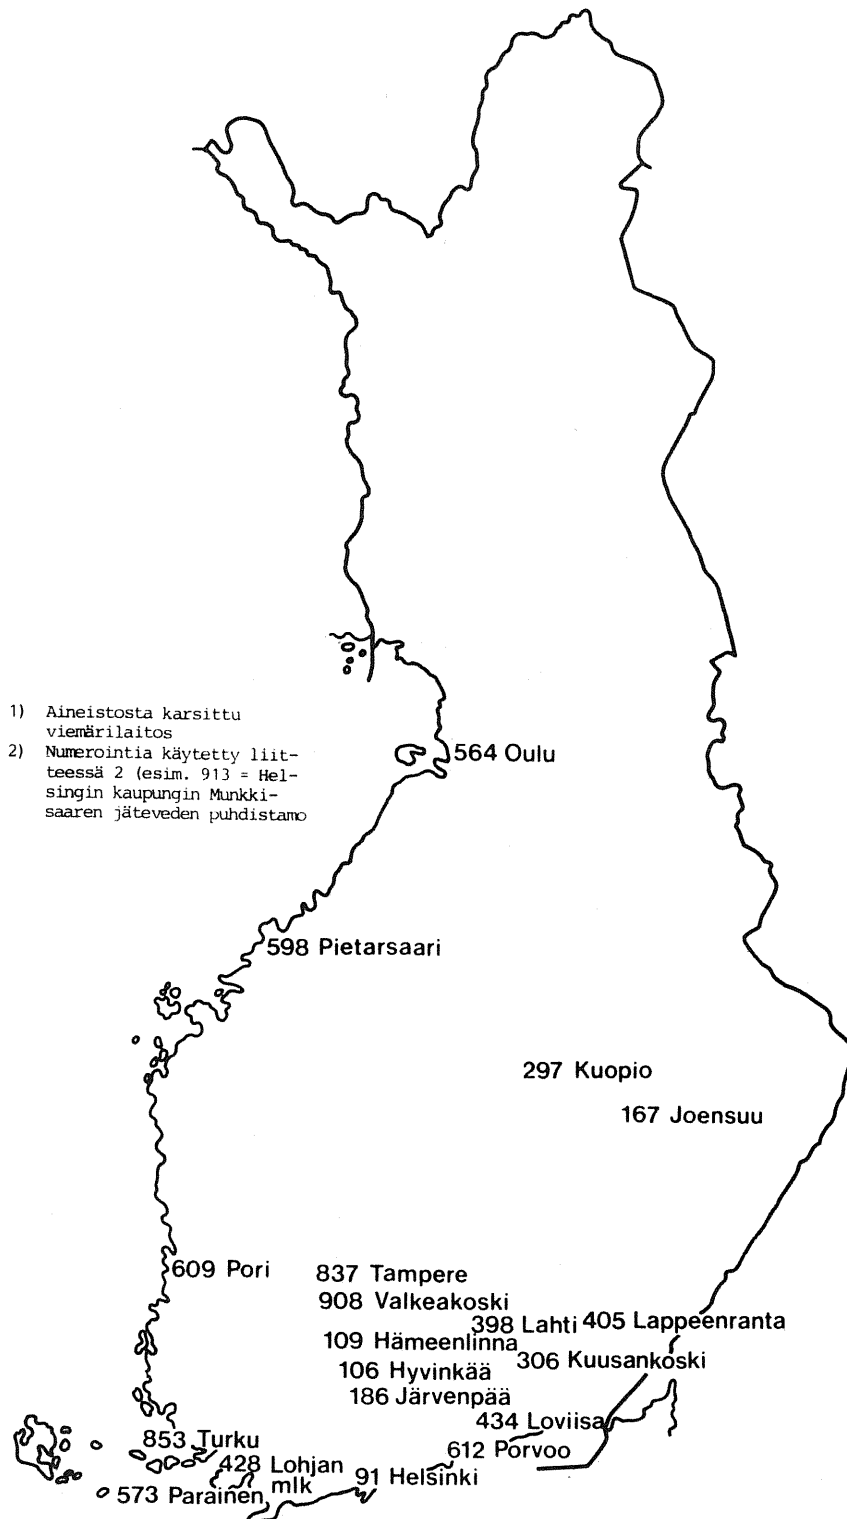 1) Aineistosta karsittu
viemärilaitos
2) Numerointia käytetty liit-
teessä 2 (esim. 913 = Hel-
singin kaupungin Munkki-
saaren jäteveden puhdistamo
564 Oulu
598 Pietarsaari
297 Kuopio
167 Joensuu
609 Pori
837 Tampere
908 Valkeakoski
398 Lahti
405 Lappeenranta
109 Hämeenlinna
306 Kuusankoski
106 Hyvinkää
186 Järvenpää
434 Loviisa
853 Turku
612 Porvoo
428 Lohjan
mlk
91 Helsinki
573 Parainen